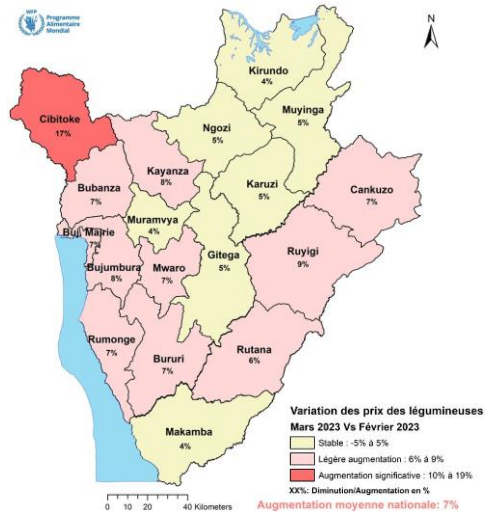 WFP
Programme
Alimentaire
Mondial
N
Kirundo
4%
Cibitoke
17%
Muyinga
5%
Ngozi
5%
Kayanza
8%
Bubanza
7%
Karuzi
5%
Cankuzo
7%
Muramvya
4%
Buj. Mairie
7%
Gitega
5%
Ruyigi
9%
Bujumbura
8%
Mwaro
7%
Rumonge
7%
Bururi
7%
Rutana
6%
Makamba
4%
Variation des prix des légumineuses
Mars 2023 Vs Février 2023
Stable : -5% à 5%
Légère augmentation : 6% à 9%
Augmentation significative : 10% à 19%
XX%: Diminution/Augmentation en %
0 10 20 40 Kilometers
Augmentation moyenne nationale: 7%